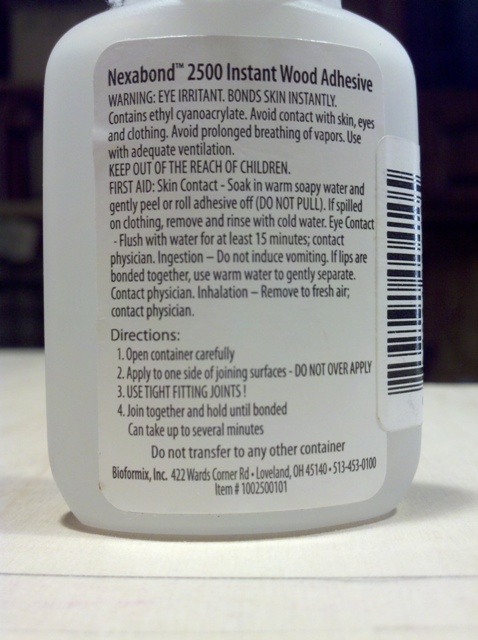 Nexabond™ 2500 Instant Wood Adhesive
WARNING: EYE IRRITANT. BONDS SKIN INSTANTLY.
Contains ethyl cyanoacrylate. Avoid contact with skin, eyes
and clothing. Avoid prolonged breathing of vapors. Use
with adequate ventilation.
KEEP OUT OF THE REACH OF CHILDREN.
FIRST AID: Skin Contact - Soak in warm soapy water and
gently peel or roll adhesive off (DO NOT PULL). If spilled
on clothing, remove and rinse with cold water. Eye Contact
- Flush with water for at least 15 minutes; contact
physician. Ingestion – Do not induce vomiting. If lips are
bonded together, use warm water to gently separate.
Contact physician. Inhalation – Remove to fresh air;
contact physician.
Directions:
1. Open container carefully
2. Apply to one side of joining surfaces - DO NOT OVER APPLY
3. USE TIGHT FITTING JOINTS !
4. Join together and hold until bonded
Can take up to several minutes
Do not transfer to any other container
Bioformix, Inc. 422 Wards Corner Rd • Loveland, OH 45140 • 513-453-0100
Item # 1002500101